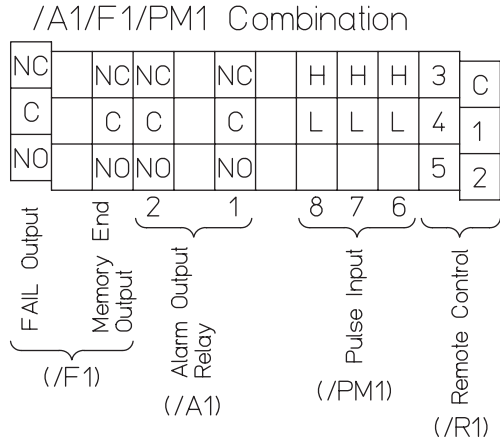 /A1/F1/PM1 Combination
NC NC NC NC H H H 3 C
C C C C L L L 4 1
NO NO NO NO 5 2
2 1 8 7 6
FAIL Output
Memory End
Output
Alarm Output
Relay
Pulse Input
Remote Control
(/F1)
(/A1)
(/PM1)
(/R1)